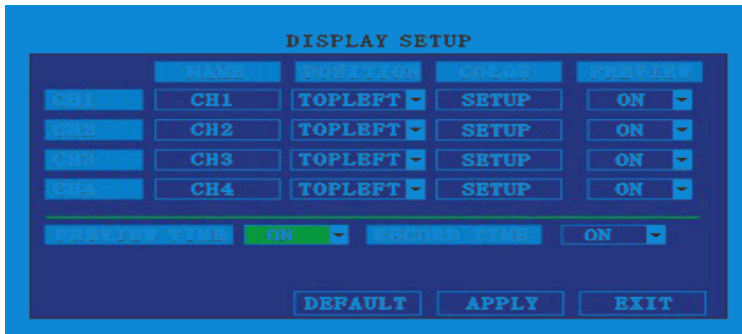 DISPLAY SETUP
NAME POSITION COLOR PREVIEW
CH1 CH1 TOPLEFT SETUP ON
CH2 CH2 TOPLEFT SETUP ON
CH3 CH3 TOPLEFT SETUP ON
CH4 CH4 TOPLEFT SETUP ON
PREVIEW TIME ON RECORD TIME ON
DEFAULT APPLY EXIT